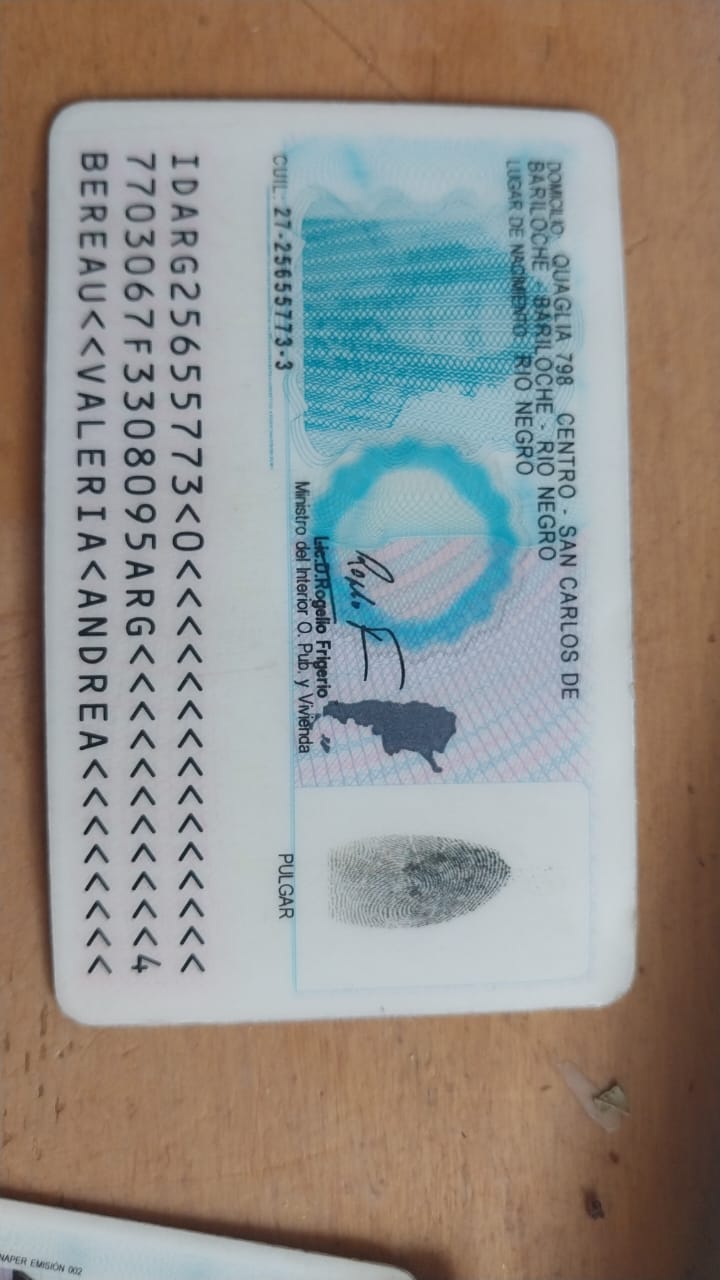 DOMICILIO: QUAGLIA 798 CENTRO - SAN CARLOS DE
BARILOCHE - BARILOCHE - RIO NEGRO
LUGAR DE NACIMIENTO: RIO NEGRO
Lic.D.Rogelio Frigerio
Ministro del Interior O. Pub. y Vivienda
CUIL: 27-25655773-3
PULGAR
IDARG25655773<0<<<<<<<<<<<<<<<
7703067F3308095ARG<<<<<<<<<<<4
BEREAU<<VALERIA<ANDREA<<<<<<<<
NAPER EMISIÓN 002